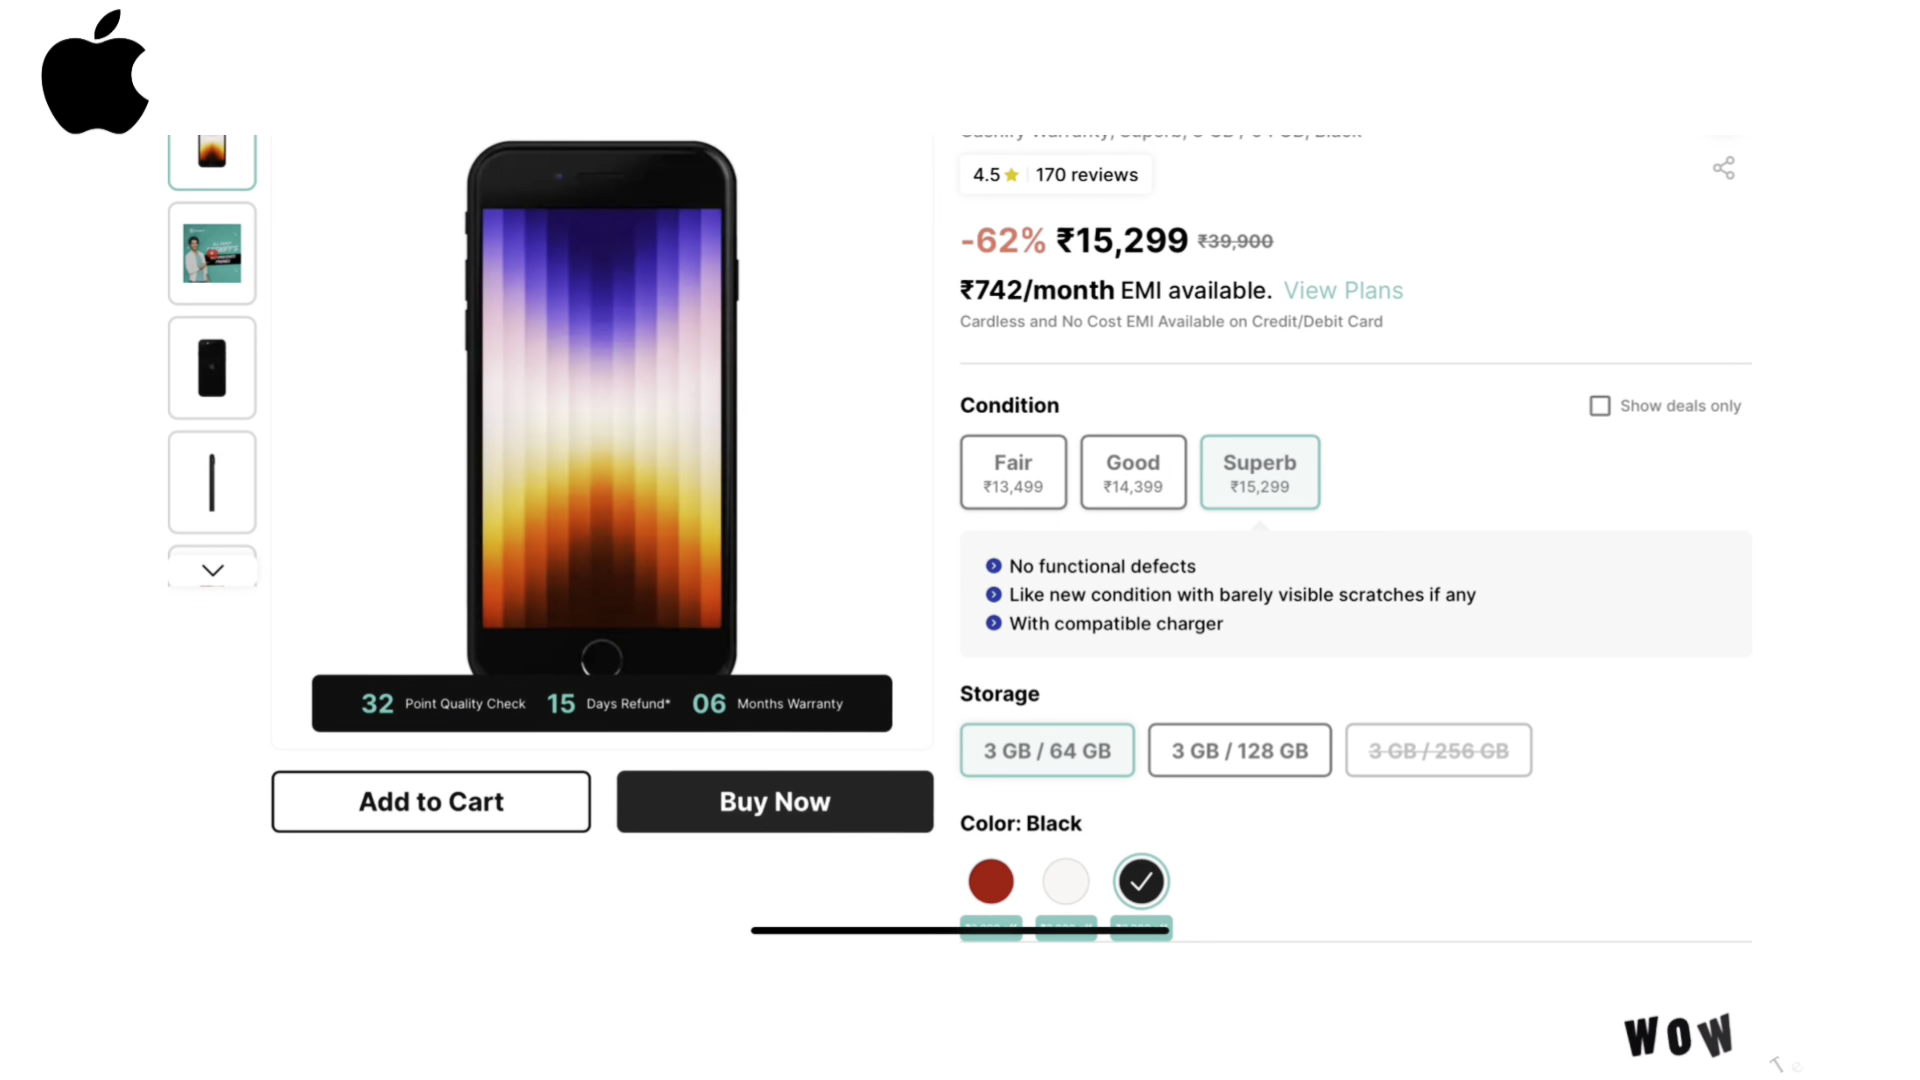 4.5 170 reviews
-62% ₹15,299 ₹39,900
₹742/month EMI available. View Plans
Cardless and No Cost EMI Available on Credit/Debit Card
Condition
Show deals only
Fair
₹13,499
Good
₹14,399
Superb
₹15,299
No functional defects
Like new condition with barely visible scratches if any
With compatible charger
32 Point Quality Check 15 Days Refund* 06 Months Warranty
Storage
3 GB / 64 GB
3 GB / 128 GB
3 GB / 256 GB
Add to Cart
Buy Now
Color: Black
WOW